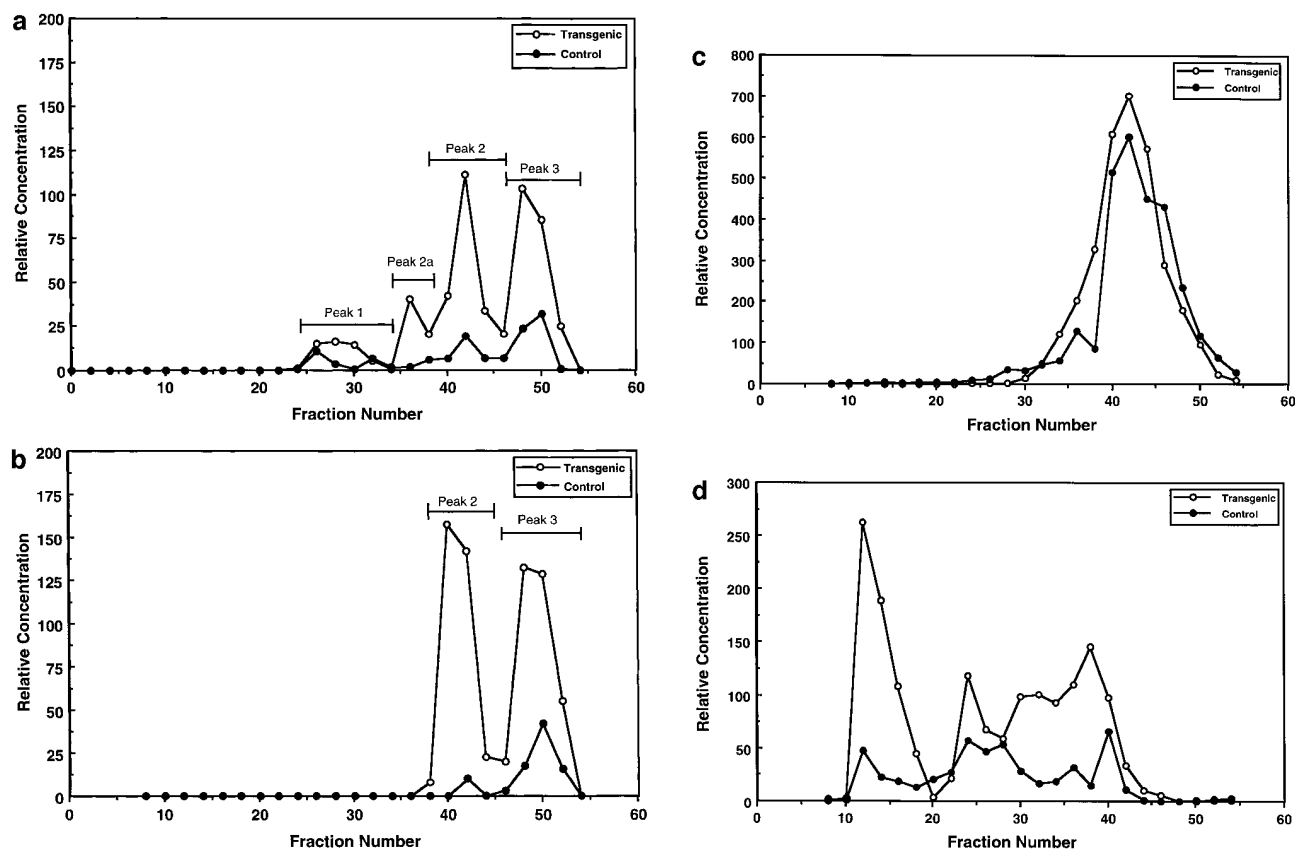 a
200
175
150
125
100
75
50
25
0
Relative Concentration
Transgenic
Control
Peak 1
Peak 2a
Peak 2
Peak 3
0 10 20 30 40 50 60
Fraction Number
b
200
175
150
125
100
75
50
25
0
Relative Concentration
Transgenic
Control
Peak 2
Peak 3
0 10 20 30 40 50 60
Fraction Number
c
800
700
600
500
400
300
200
100
0
Relative Concentration
Transgenic
Control
0 10 20 30 40 50 60
Fraction Number
d
300
250
200
150
100
50
0
Relative Concentration
Transgenic
Control
0 10 20 30 40 50 60
Fraction Number